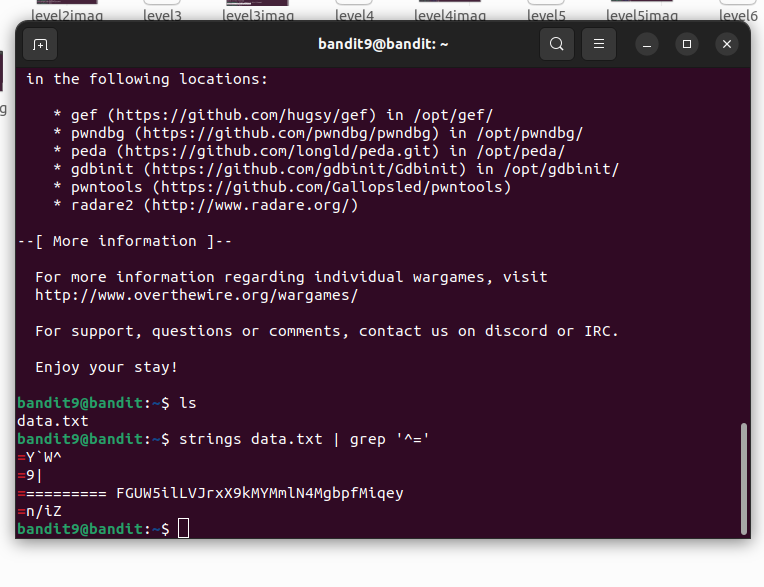 level2imag level3 level3imag level4 level4imag level5 level5imag level6
g
bandit9@bandit: ~
in the following locations:
* gef (https://github.com/hugsy/gef) in /opt/gef/
* pwndbg (https://github.com/pwndbg/pwndbg) in /opt/pwndbg/
* peda (https://github.com/longld/peda.git) in /opt/peda/
* gdbinit (https://github.com/gdbinit/Gdbinit) in /opt/gdbinit/
* pwntools (https://github.com/Gallopsled/pwntools)
* radare2 (http://www.radare.org/)
--[ More information ]--
For more information regarding individual wargames, visit
http://www.overthewire.org/wargames/
For support, questions or comments, contact us on discord or IRC.
Enjoy your stay!
bandit9@bandit:~$ ls
data.txt
bandit9@bandit:~$ strings data.txt | grep '^='
=Y`W^
=9|
========== FGUW5ilLVJrxX9kMYMmlN4MgbpfMiqey
=n/iZ
bandit9@bandit:~$